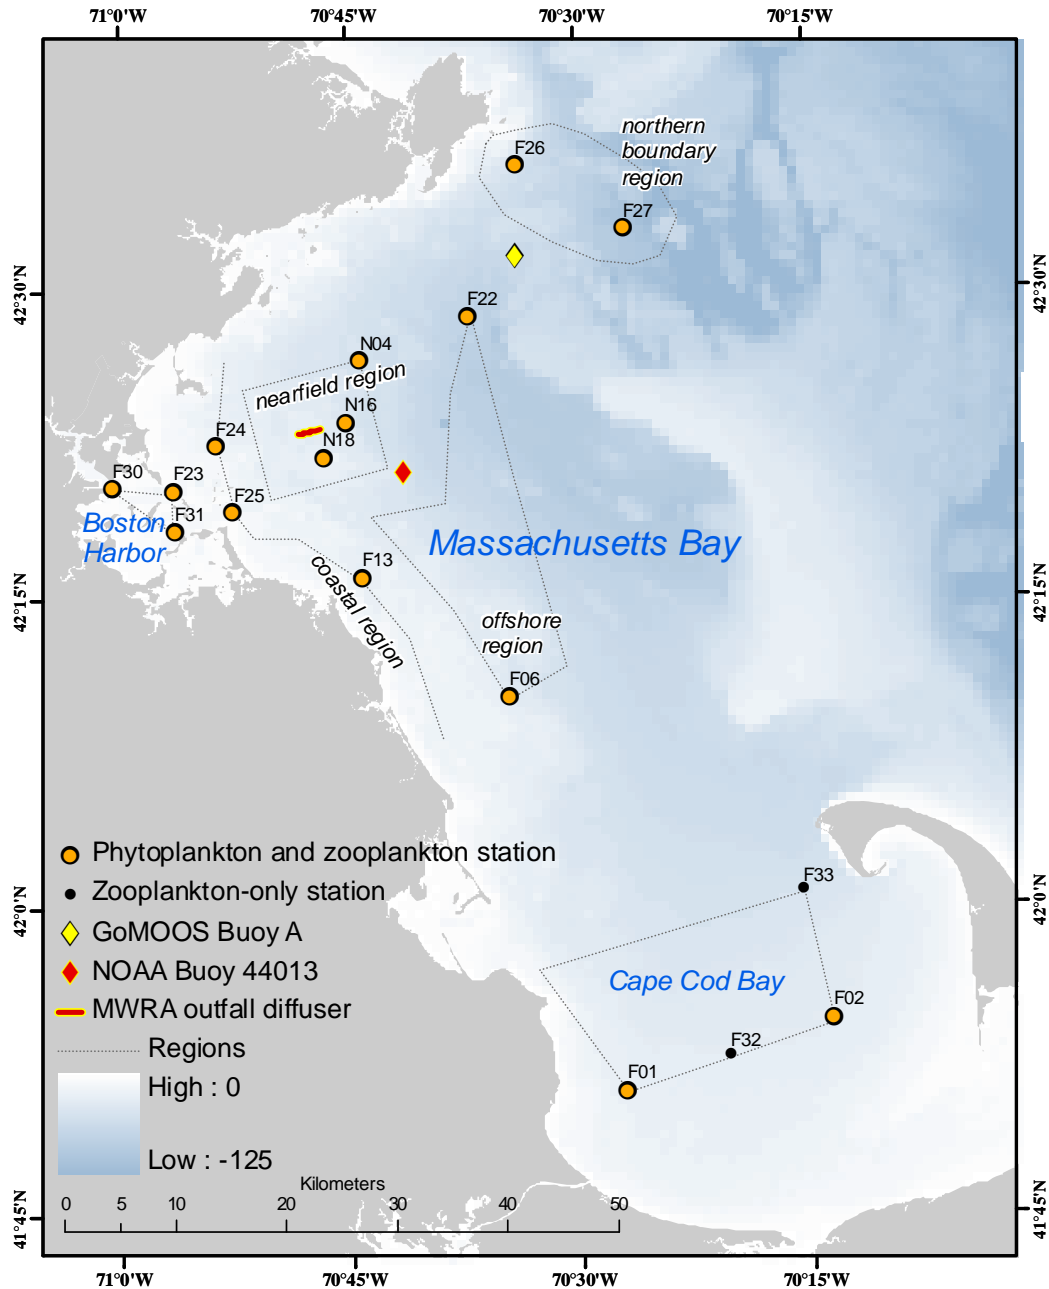 71°0'W 70°45'W 70°30'W 70°15'W
northern
boundary
region
F26
F27
42°30'N 42°30'N
F22
N04
nearfield region
N16
F24
N18
F30
F23
F25
F31
Boston
Harbor
Massachusetts Bay
F13
coastal region
42°15'N 42°15'N
offshore
region
F06
Phytoplankton and zooplankton station
Zooplankton-only station
F33
42°0'N 42°0'N
GoMOOS Buoy A
NOAA Buoy 44013
Cape Cod Bay
MWRA outfall diffuser
F02
F32
Regions
F01
High : 0
Low : -125
Kilometers
0 5 10 20 30 40 50
41°45'N 41°45'N
71°0'W 70°45'W 70°30'W 70°15'W